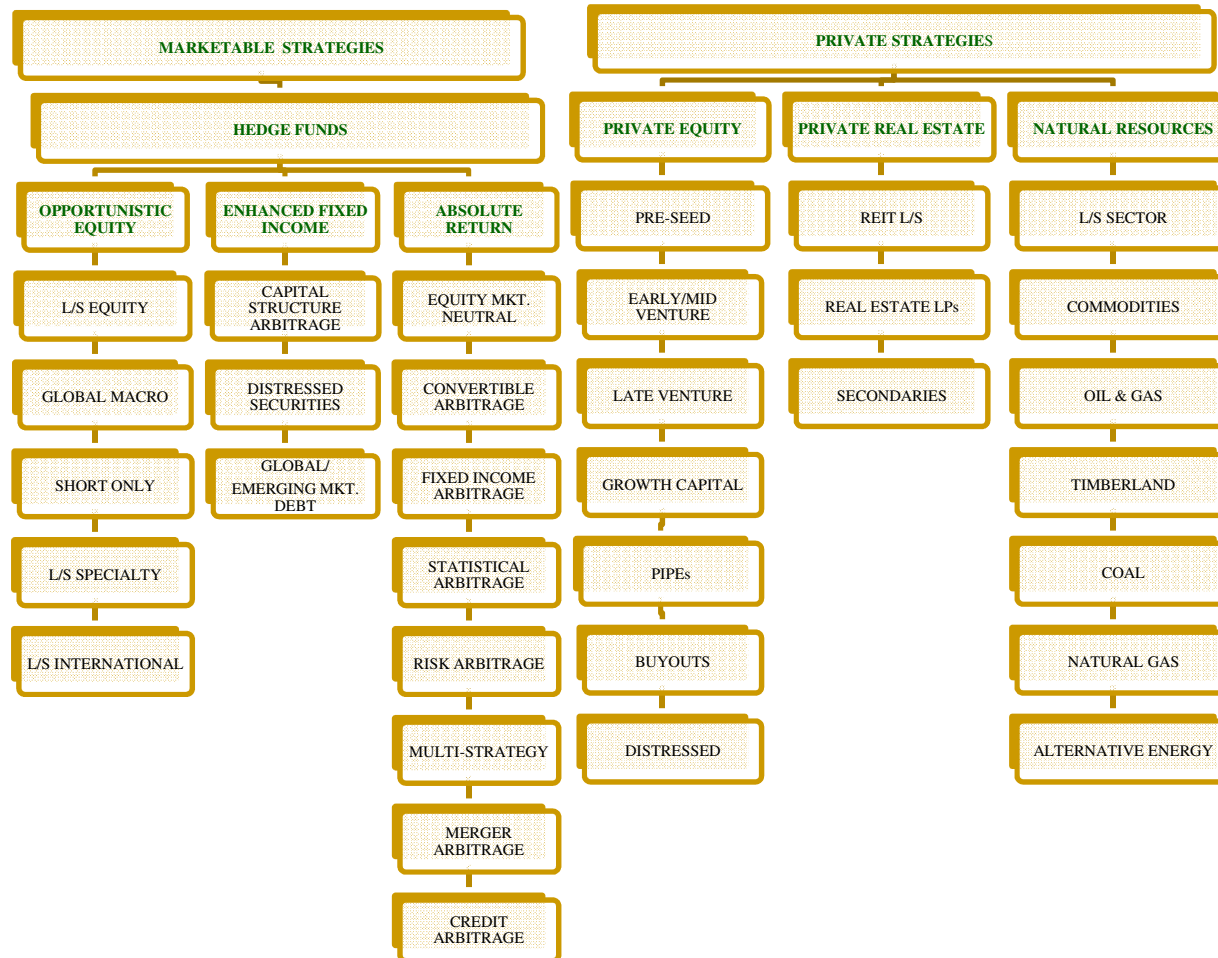 MARKETABLE STRATEGIES
HEDGE FUNDS
OPPORTUNISTIC
EQUITY
L/S EQUITY
GLOBAL MACRO
SHORT ONLY
L/S SPECIALTY
L/S INTERNATIONAL
ENHANCED FIXED
INCOME
CAPITAL
STRUCTURE
ARBITRAGE
DISTRESSED
SECURITIES
GLOBAL/
EMERGING MKT.
DEBT
ABSOLUTE
RETURN
EQUITY MKT.
NEUTRAL
CONVERTIBLE
ARBITRAGE
FIXED INCOME
ARBITRAGE
STATISTICAL
ARBITRAGE
RISK ARBITRAGE
MULTI-STRATEGY
MERGER
ARBITRAGE
CREDIT
ARBITRAGE
PRIVATE STRATEGIES
PRIVATE EQUITY
PRE-SEED
EARLY/MID
VENTURE
LATE VENTURE
GROWTH CAPITAL
PIPEs
BUYOUTS
DISTRESSED
PRIVATE REAL ESTATE
REIT L/S
REAL ESTATE LPs
SECONDARIES
NATURAL RESOURCES
L/S SECTOR
COMMODITIES
OIL & GAS
TIMBERLAND
COAL
NATURAL GAS
ALTERNATIVE ENERGY